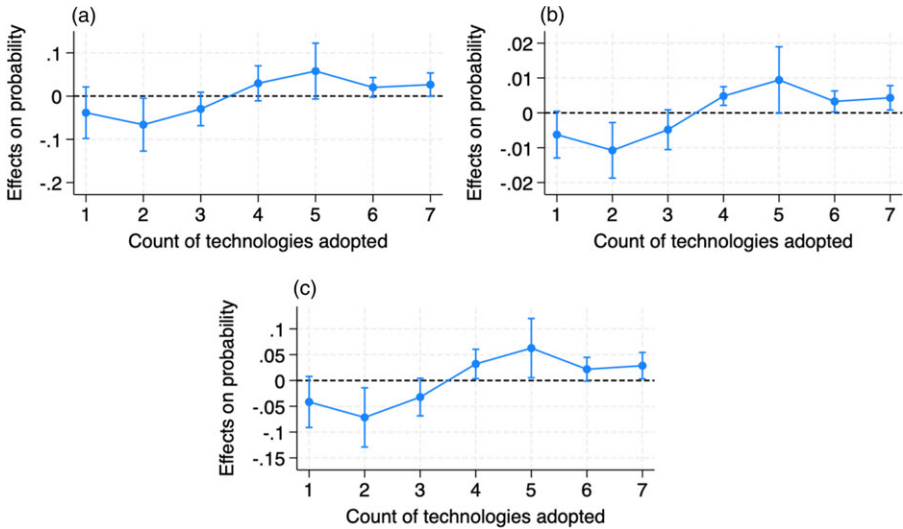 (a)
Effects on probability
.1
0
-.1
-.2
1 2 3 4 5 6 7
Count of technologies adopted
(b)
Effects on probability
.02
.010
0
-.01
-.02
1 2 3 4 5 6 7
Count of technologies adopted
(c)
Effects on probability
.1
.05
0
-.05
-.1
-.15
1 2 3 4 5 6 7
Count of technologies adopted